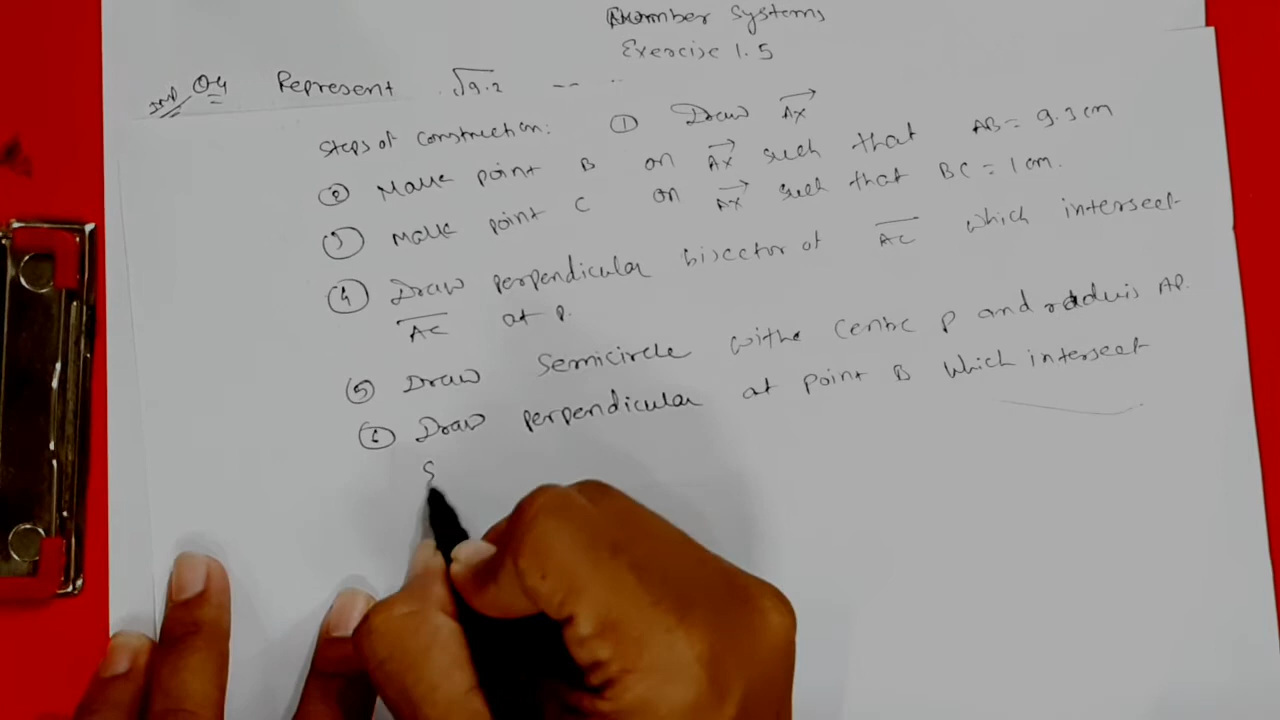 Number Systems
Exercise 1.5
Imp Q4 Represent √9.2 -- ..
Steps of construction: ① Draw AX
② Make point B on AX such that AB = 9.3 cm
③ Make point C on AX such that BC = 1 cm.
④ Draw perpendicular bisector of AC which intersect
AC at P.
⑤ Draw semicircle withe centre P and radius AP.
⑥ Draw perpendicular at point B which intersect
S